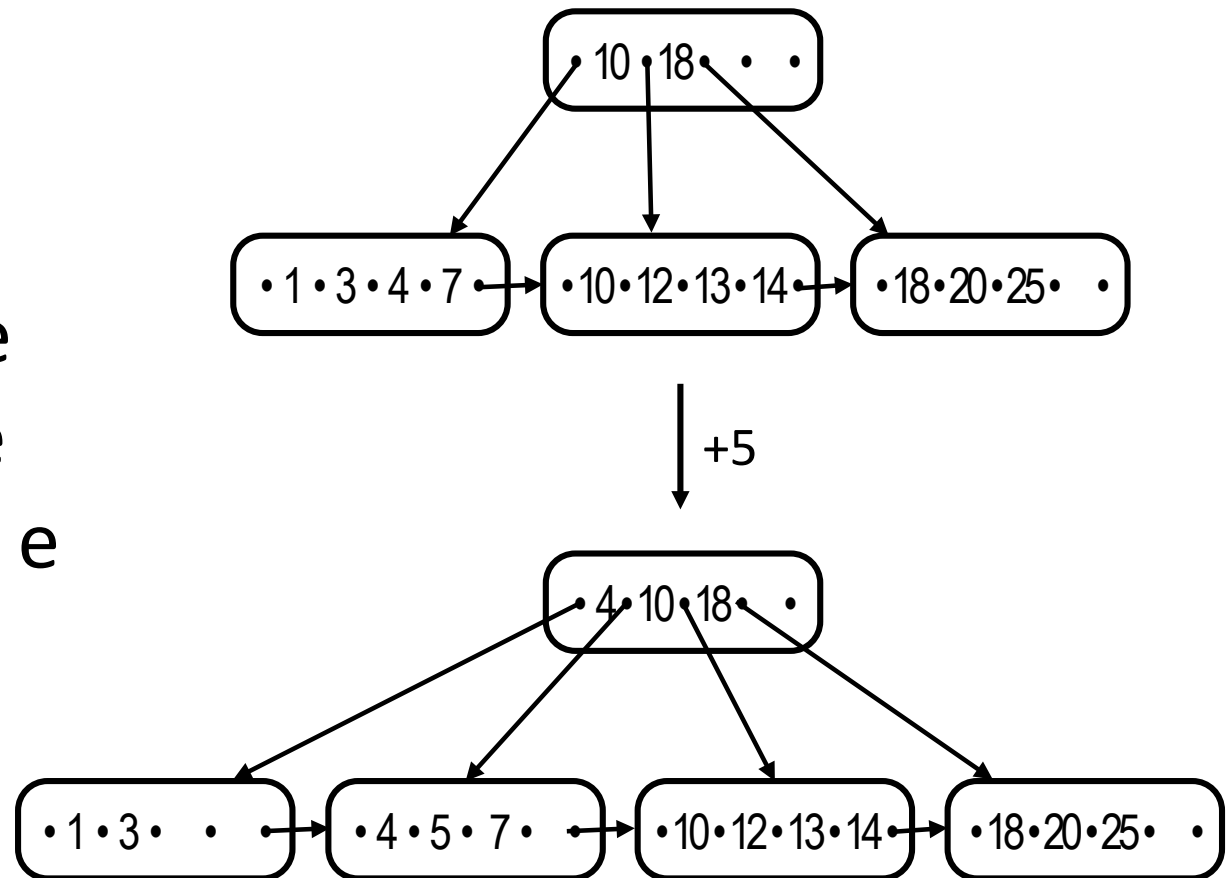 • 10 • 18 • • •
• 1 • 3 • 4 • 7 • •10•12•13•14• •18•20•25• •
e
+5
e
e
• 4 • 10 • 18 • •
• 1 • 3 • • • • 4 • 5 • 7 • • •10•12•13•14• •18•20•25• •